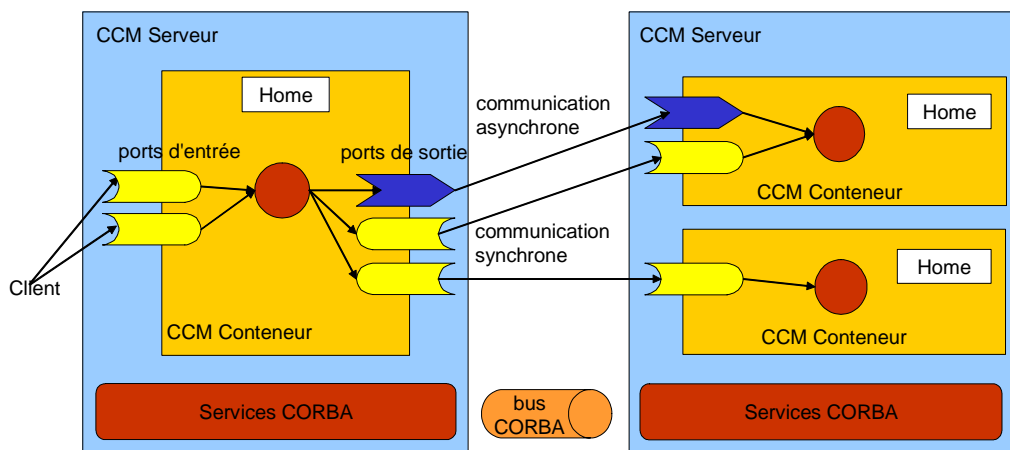 CCM Serveur
Home
ports d'entrée
ports de sortie
Client
CCM Conteneur
Services CORBA
communication
asynchrone
communication
synchrone
bus
CORBA
CCM Serveur
Home
CCM Conteneur
Home
CCM Conteneur
Services CORBA